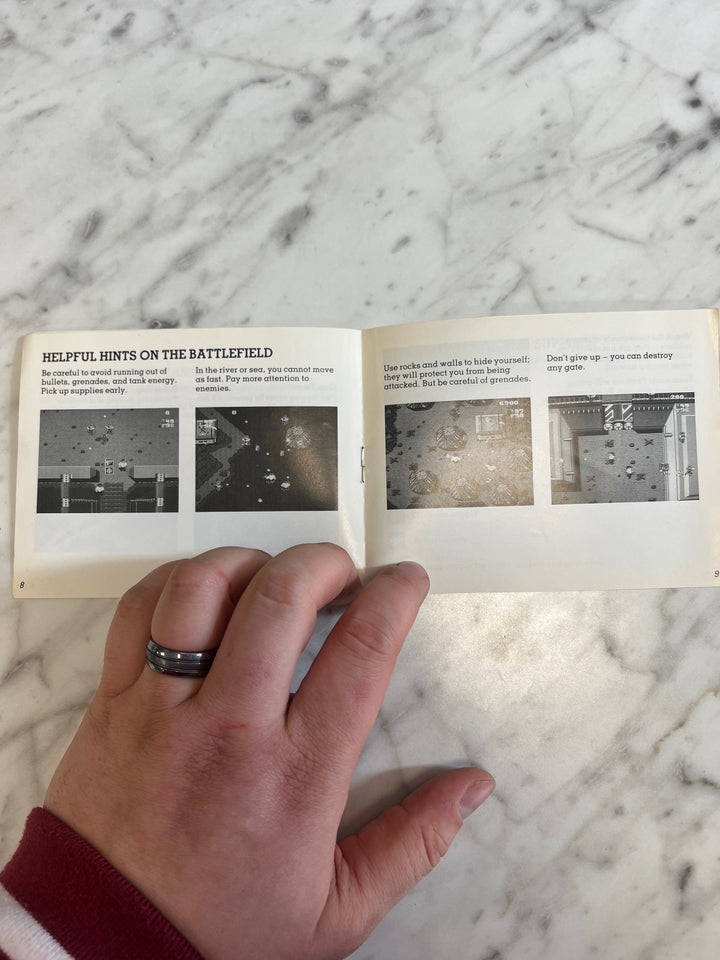 HELPFUL HINTS ON THE BATTLEFIELD
Be careful to avoid running out of
bullets, grenades, and tank energy.
Pick up supplies early.
In the river or sea, you cannot move
as fast. Pay more attention to
enemies.
8
Use rocks and walls to hide yourself;
they will protect you from being
attacked. But be careful of grenades.
Don't give up – you can destroy
any gate.
9